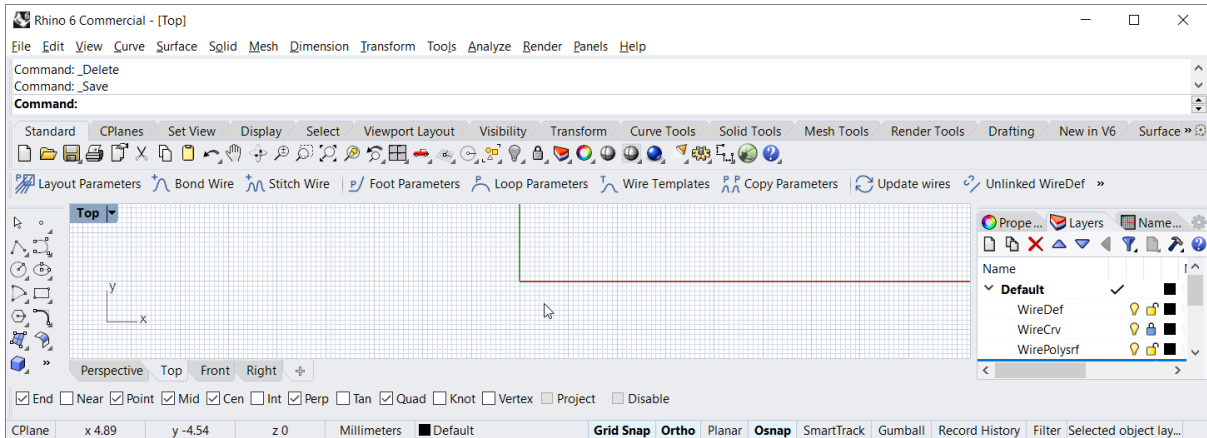 Rhino 6 Commercial - [Top]
File Edit View Curve Surface Solid Mesh Dimension Transform Tools Analyze Render Panels Help
Command: _Delete
Command: _Save
Command:
Standard CPlanes Set View Display Select Viewport Layout Visibility Transform Curve Tools Solid Tools Mesh Tools Render Tools Drafting New in V6 Surface »
Layout Parameters Bond Wire Stitch Wire Foot Parameters Loop Parameters Wire Templates Copy Parameters Update wires Unlinked WireDef »
Top
Prope... Layers Name...
Name
Default
WireDef
WireCrv
WirePolysrf
y
x
»
Perspective Top Front Right
End Near Point Mid Cen Int Perp Tan Quad Knot Vertex Project Disable
CPlane x 4.89 y -4.54 z 0 Millimeters Default Grid Snap Ortho Planar Osnap SmartTrack Gumball Record History Filter Selected object lay...